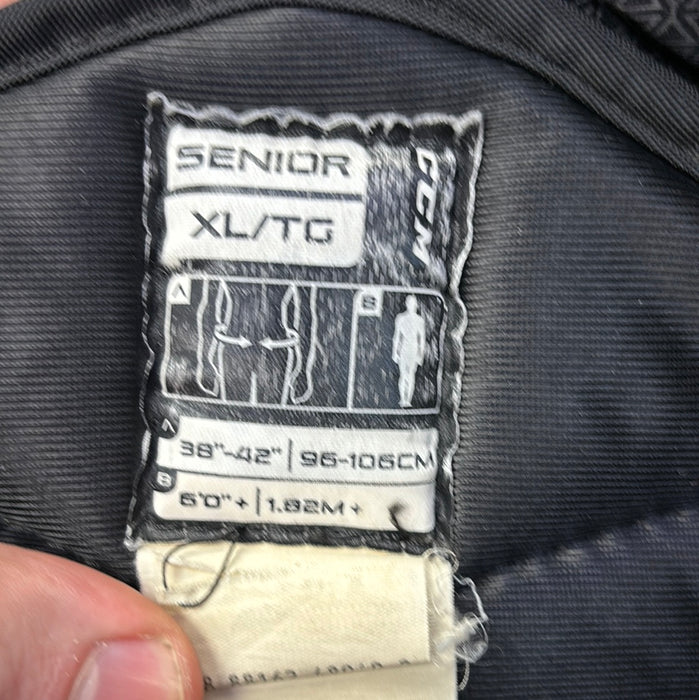 SENIOR
CCM
XL/TG
A
B
A
38"-42" | 96-106CM
B
6'0"+ | 1.82M+